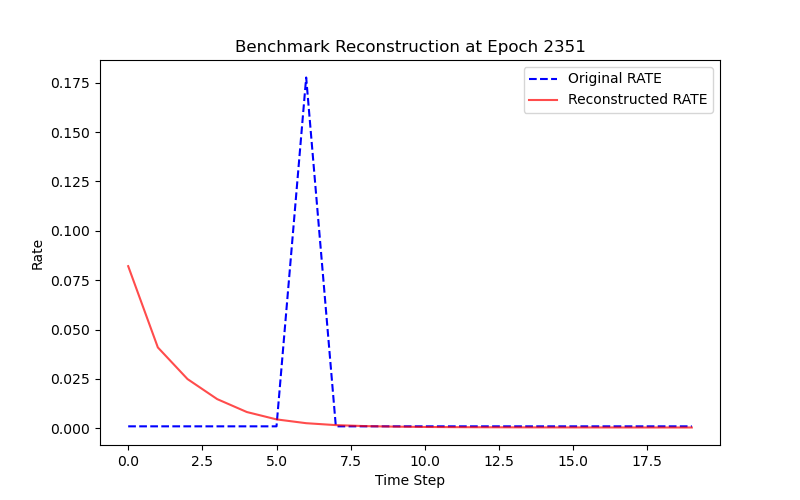 Benchmark Reconstruction at Epoch 2351
Original RATE
Reconstructed RATE
0.175
0.150
0.125
0.100
0.075
0.050
0.025
0.000
Rate
0.0 2.5 5.0 7.5 10.0 12.5 15.0 17.5
Time Step